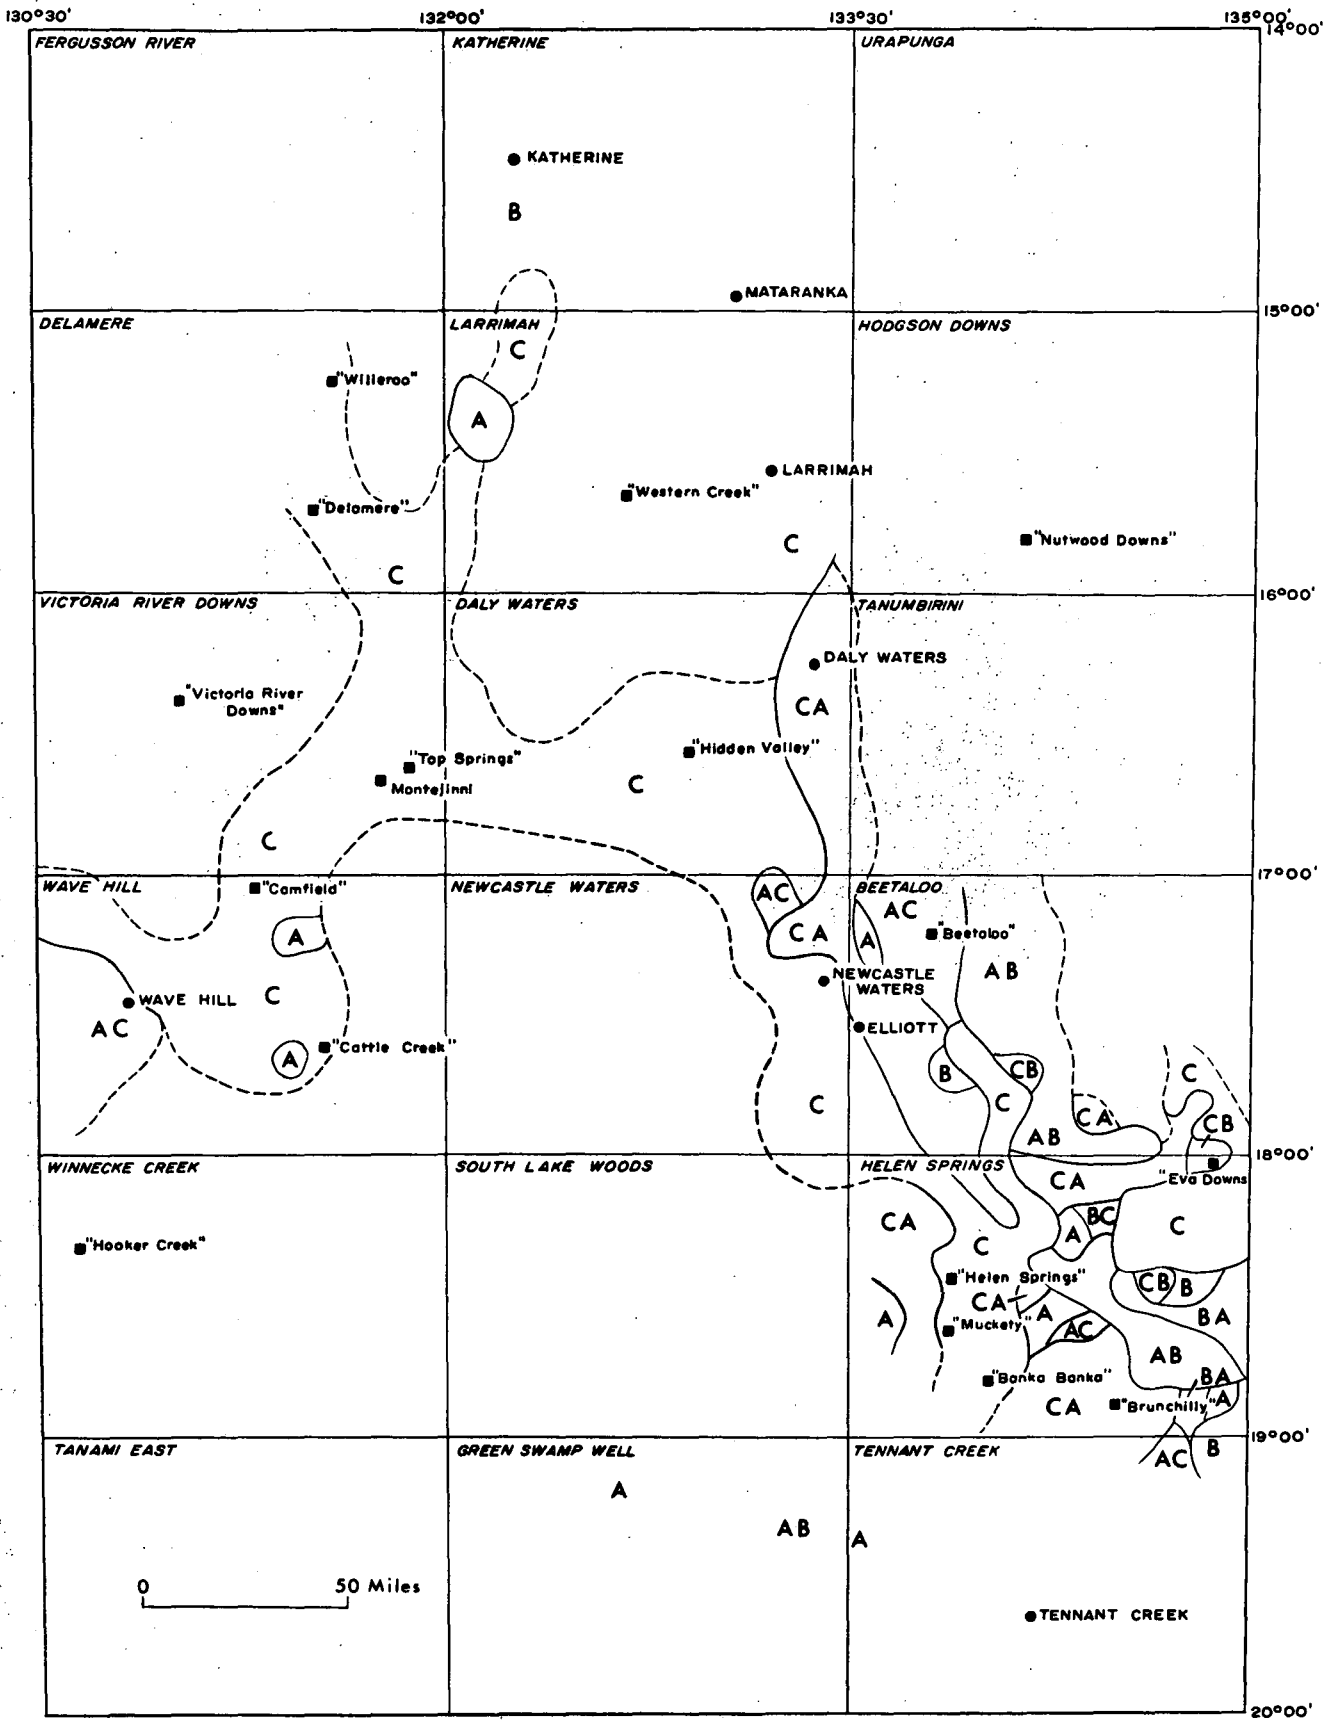 130°30' 132°00' 133°30' 135°00'
14°00'
FERGUSSON RIVER KATHERINE URAPUNGA
KATHERINE
B
MATARANKA
15°00'
DELAMERE LARRIMAH HODGSON DOWNS
C
"Willeroo"
A
LARRIMAH
"Western Creek"
"Delamere"
"Nutwood Downs"
C
C
16°00'
VICTORIA RIVER DOWNS DALY WATERS TANUMBIRINI
DALY WATERS
"Victoria River
Downs"
CA
"Hidden Valley"
"Top Springs"
Montejinni
C
C
17°00'
WAVE HILL NEWCASTLE WATERS BEETALOO
"Camfield"
AC
AC
A
CA
A
"Beetaloo"
AB
NEWCASTLE
WATERS
C
WAVE HILL
AC
ELLIOTT
"Cattle Creek"
A
B
CB
C
C
C
CA
CB
AB
18°00'
WINNECKE CREEK SOUTH LAKE WOODS HELEN SPRINGS
"Eva Downs
CA
CA
BC
C
A
"Hooker Creek"
C
"Helen Springs"
CB
B
CA
A
A
BA
"Muckety"
AC
AB
"Banka Banka"
BA
CA
"Brunchilly"
A
19°00'
TANAMI EAST GREEN SWAMP WELL TENNANT CREEK
B
AC
A
AB
A
0 50 Miles
TENNANT CREEK
20°00'